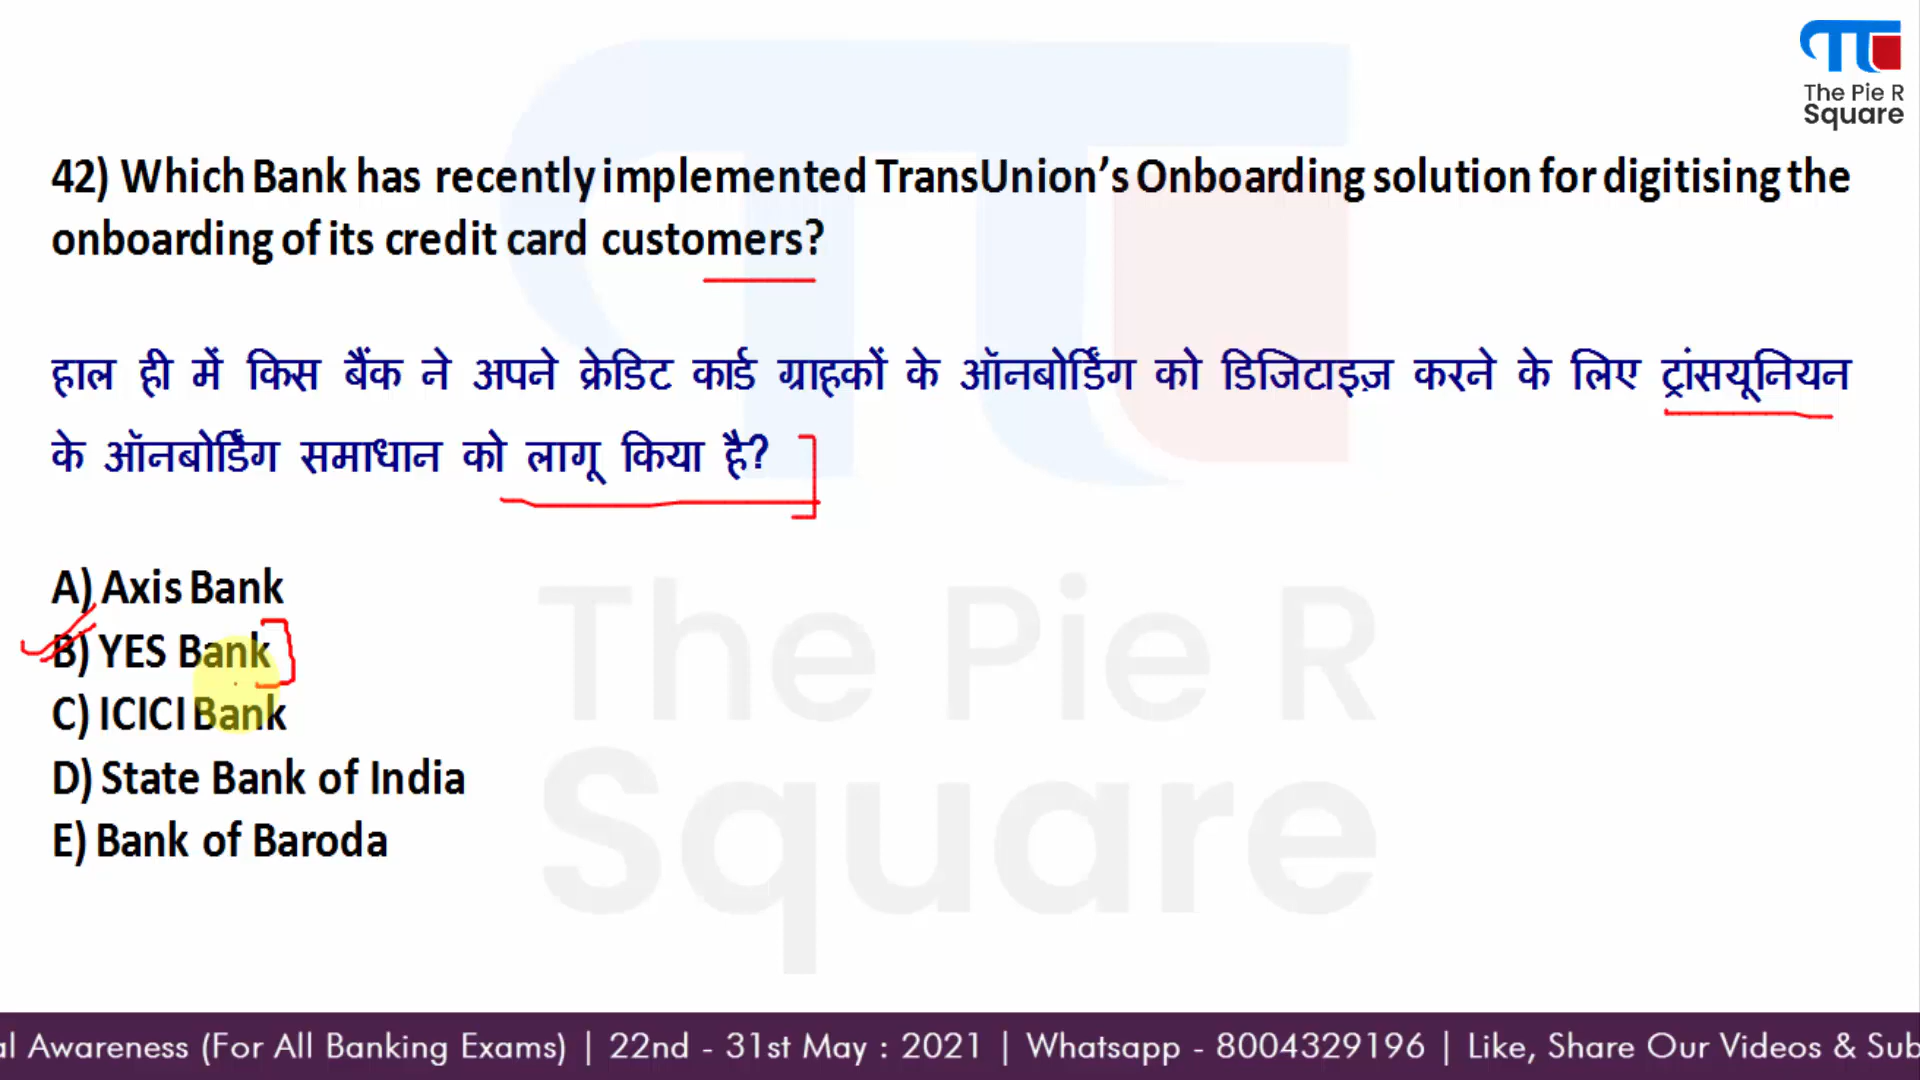 The Pie R
Square
42) Which Bank has recently implemented TransUnion’s Onboarding solution for digitising the
onboarding of its credit card customers?
हाल ही में किस बैंक ने अपने क्रेडिट कार्ड ग्राहकों के ऑनबोर्डिंग को डिजिटाइज़ करने के लिए ट्रांसयूनियन
के ऑनबोर्डिंग समाधान को लागू किया है?
A) Axis Bank
B) YES Bank
C) ICICI Bank
D) State Bank of India
E) Bank of Baroda
The Pie R
Square
al Awareness (For All Banking Exams) | 22nd - 31st May : 2021 | Whatsapp - 8004329196 | Like, Share Our Videos & Sub